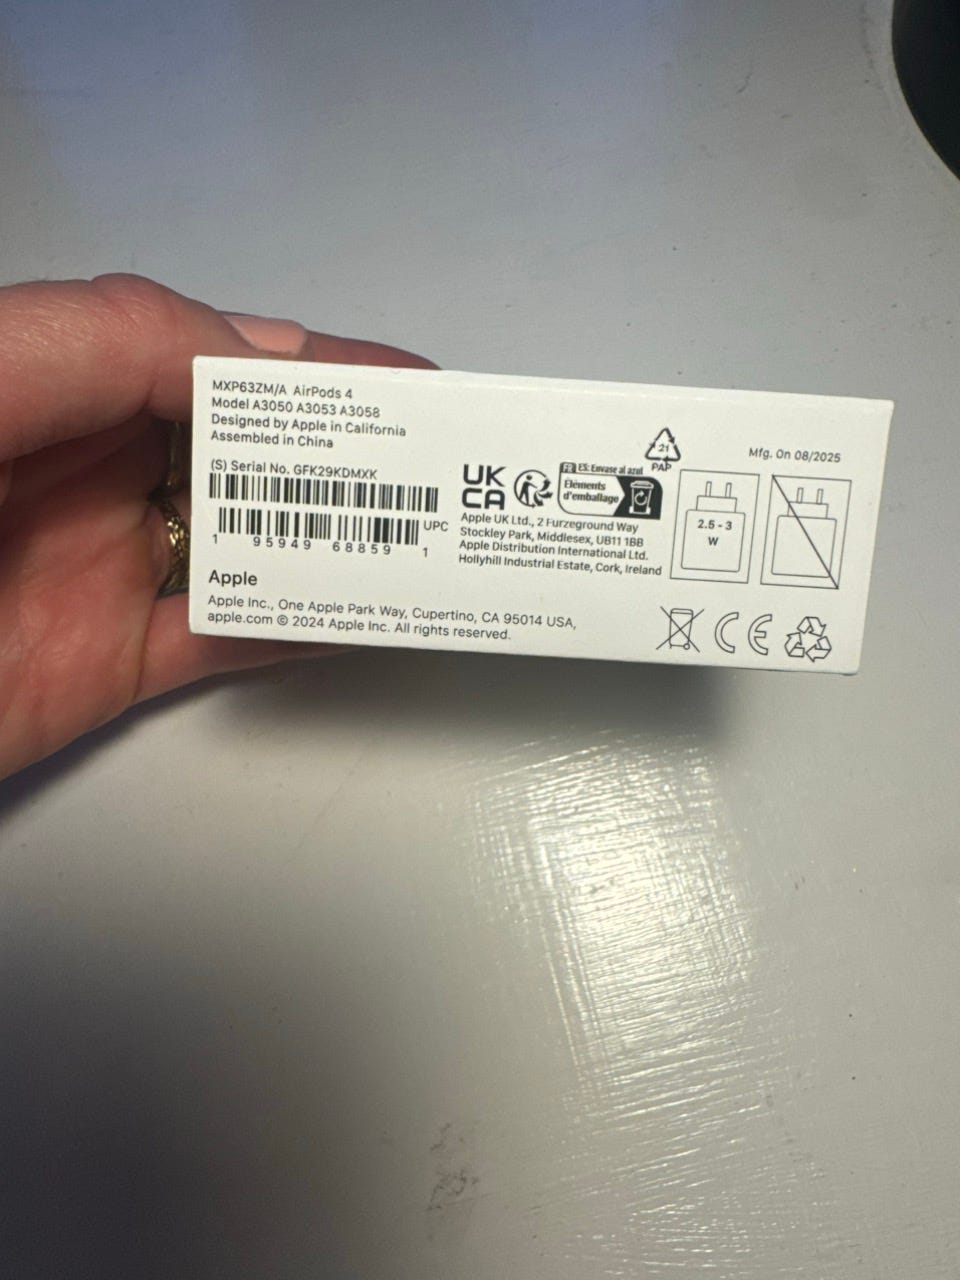 MXP63ZM/A AirPods 4
Model A3050 A3053 A3058
Designed by Apple in California
Assembled in China
(S) Serial No. GFK29KDMXK
UPC
1 95949 68859 1
Apple
Apple Inc., One Apple Park Way, Cupertino, CA 95014 USA,
apple.com © 2024 Apple Inc. All rights reserved.
UK
CA
FR ES: Envase al azul
Éléments
d'emballage
21
PAP
Apple UK Ltd., 2 Furzeground Way
Stockley Park, Middlesex, UB11 1BB
Apple Distribution International Ltd.
Hollyhill Industrial Estate, Cork, Ireland
Mfg. On 08/2025
2.5 - 3
W
CE